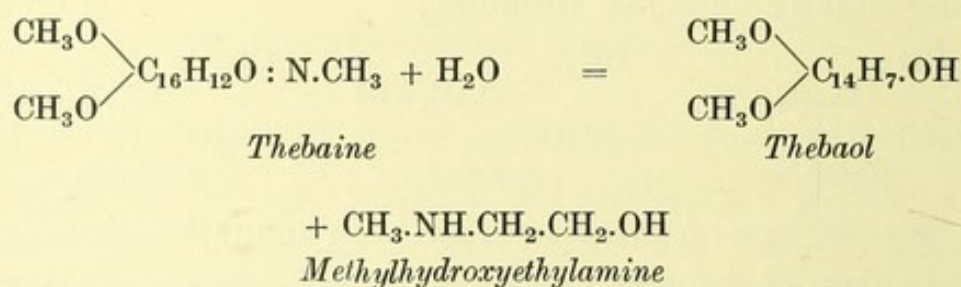 CH₃O CH₃O
C₁₆H₁₂O : N.CH₃ + H₂O = C₁₄H₇.OH
CH₃O CH₃O
Thebaine Thebaol
+ CH₃.NH.CH₂.CH₂.OH
Methylhydroxyethylamine